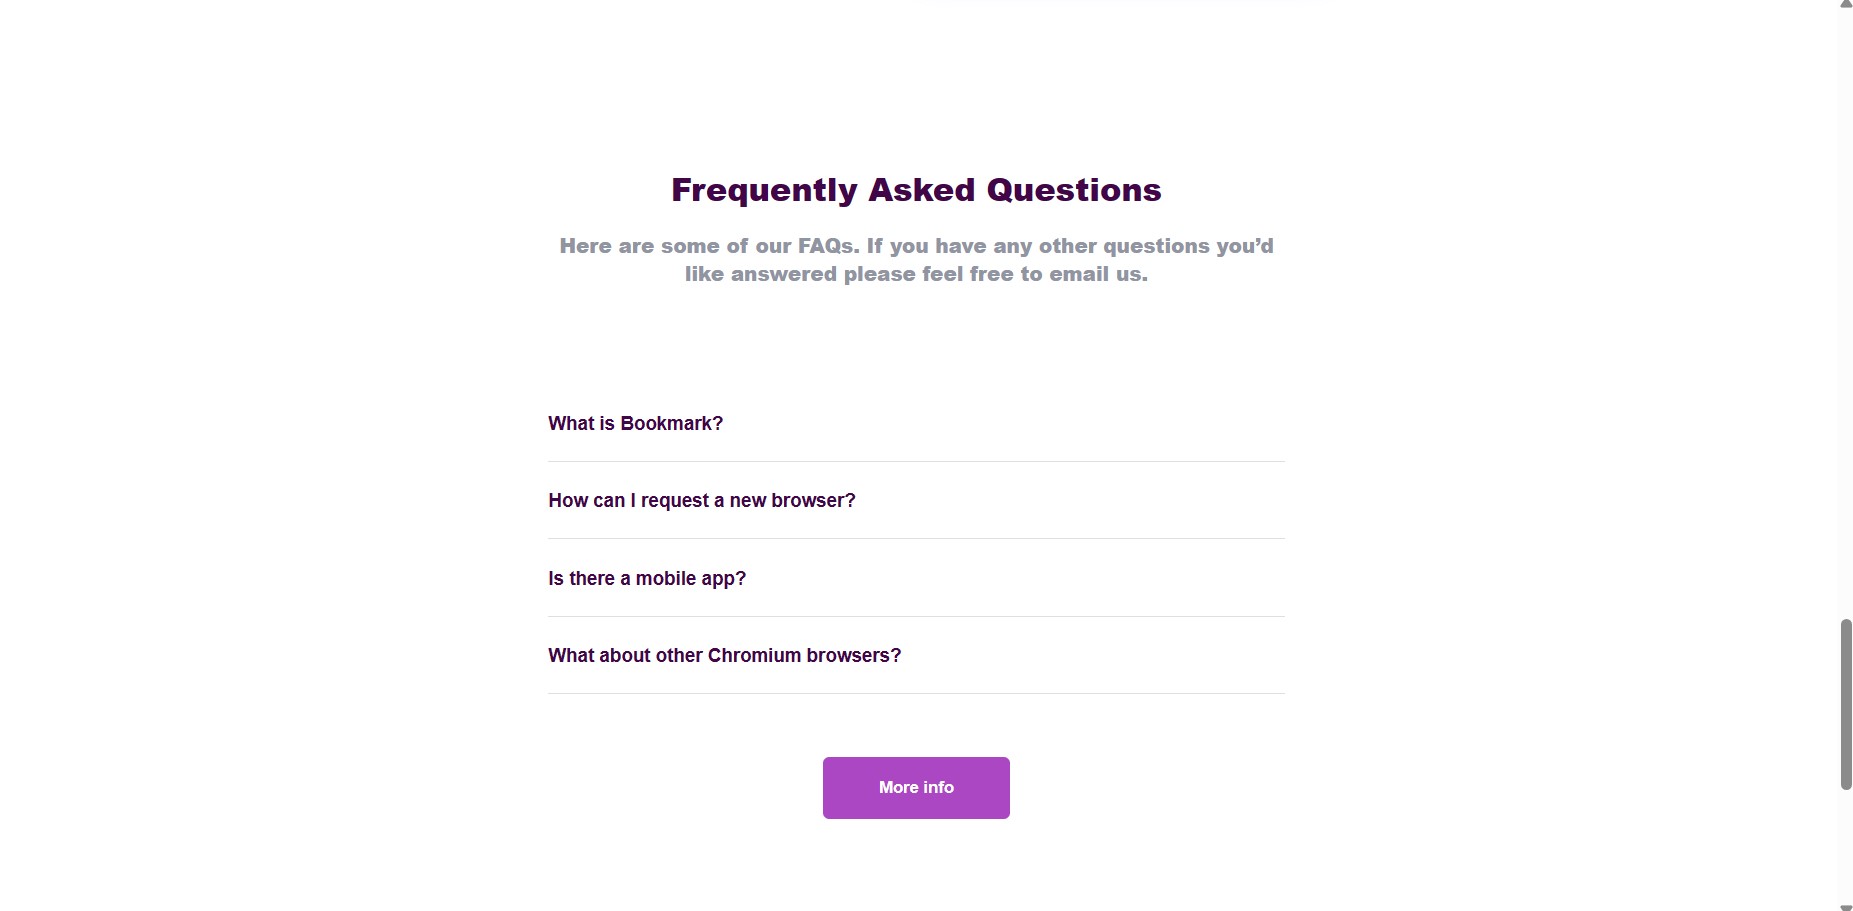 Frequently Asked Questions
Here are some of our FAQs. If you have any other questions you’d
like answered please feel free to email us.
What is Bookmark?
How can I request a new browser?
Is there a mobile app?
What about other Chromium browsers?
More info